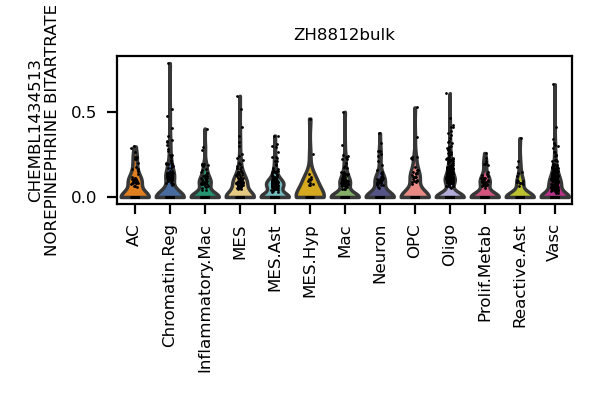 ZH8812bulk
CHEMBL1434513
NOREPINEPHRINE BITARTRATE
0.5
0.0
AC
Chromatin.Reg
Inflammatory.Mac
MES
MES.Ast
MES.Hyp
Mac
Neuron
OPC
Oligo
Prolif.Metab
Reactive.Ast
Vasc